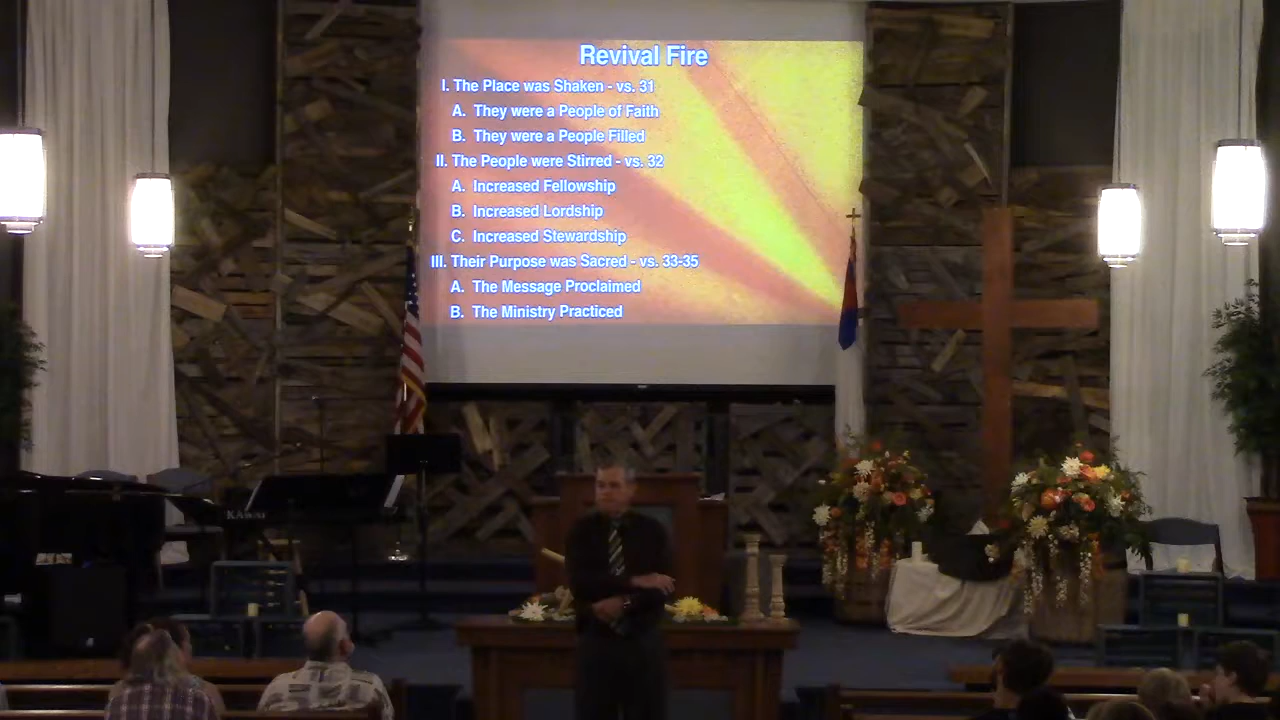 Revival Fire
I. The Place was Shaken - vs. 31
A. They were a People of Faith
B. They were a People Filled
II. The People were Stirred - vs. 32
A. Increased Fellowship
B. Increased Lordship
C. Increased Stewardship
III. Their Purpose was Sacred - vs. 33-35
A. The Message Proclaimed
B. The Ministry Practiced
KAWAI